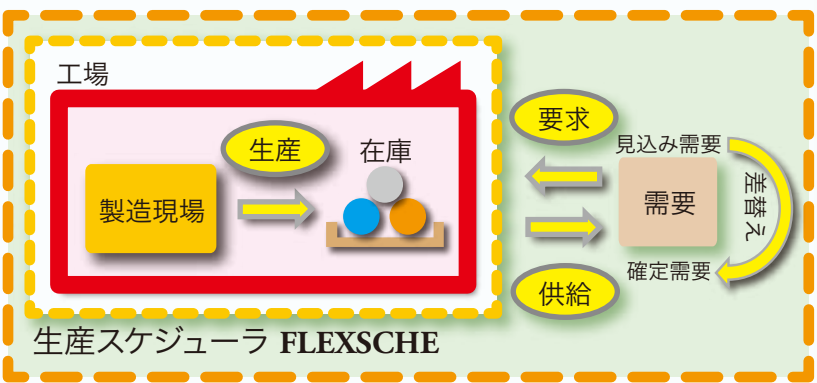 工場
生産
在庫
製造現場
要求
見込み需要
需要
差替え
確定需要
供給
生産スケジューラ FLEXSCHE